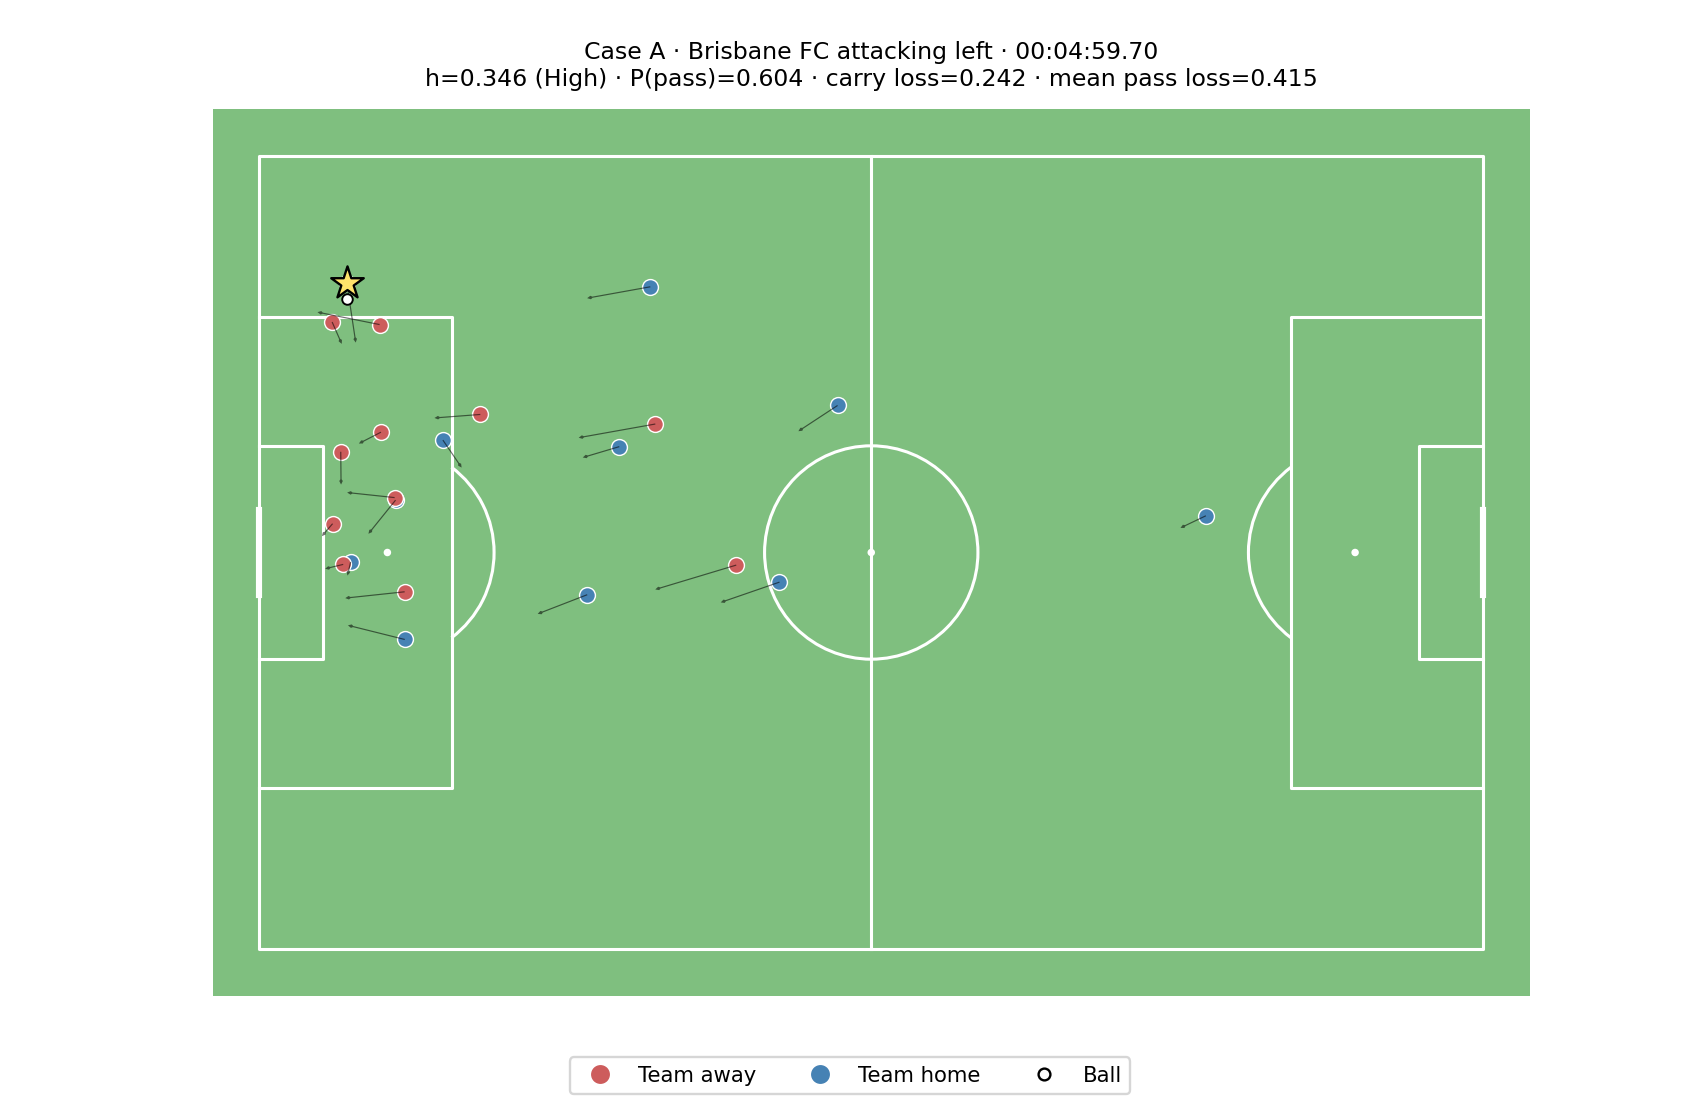 Case A · Brisbane FC attacking left · 00:04:59.70
h=0.346 (High) · P(pass)=0.604 · carry loss=0.242 · mean pass loss=0.415
Team away
Team home
Ball